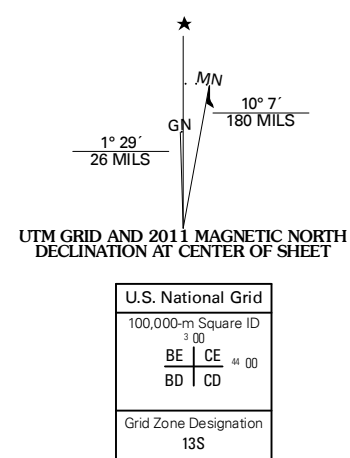 MN
10° 7´
180 MILS
GN
1° 29´
26 MILS
UTM GRID AND 2011 MAGNETIC NORTH
DECLINATION AT CENTER OF SHEET
U.S. National Grid
100,000-m Square ID
3 00
BE CE 44 00
BD CD
Grid Zone Designation
13S